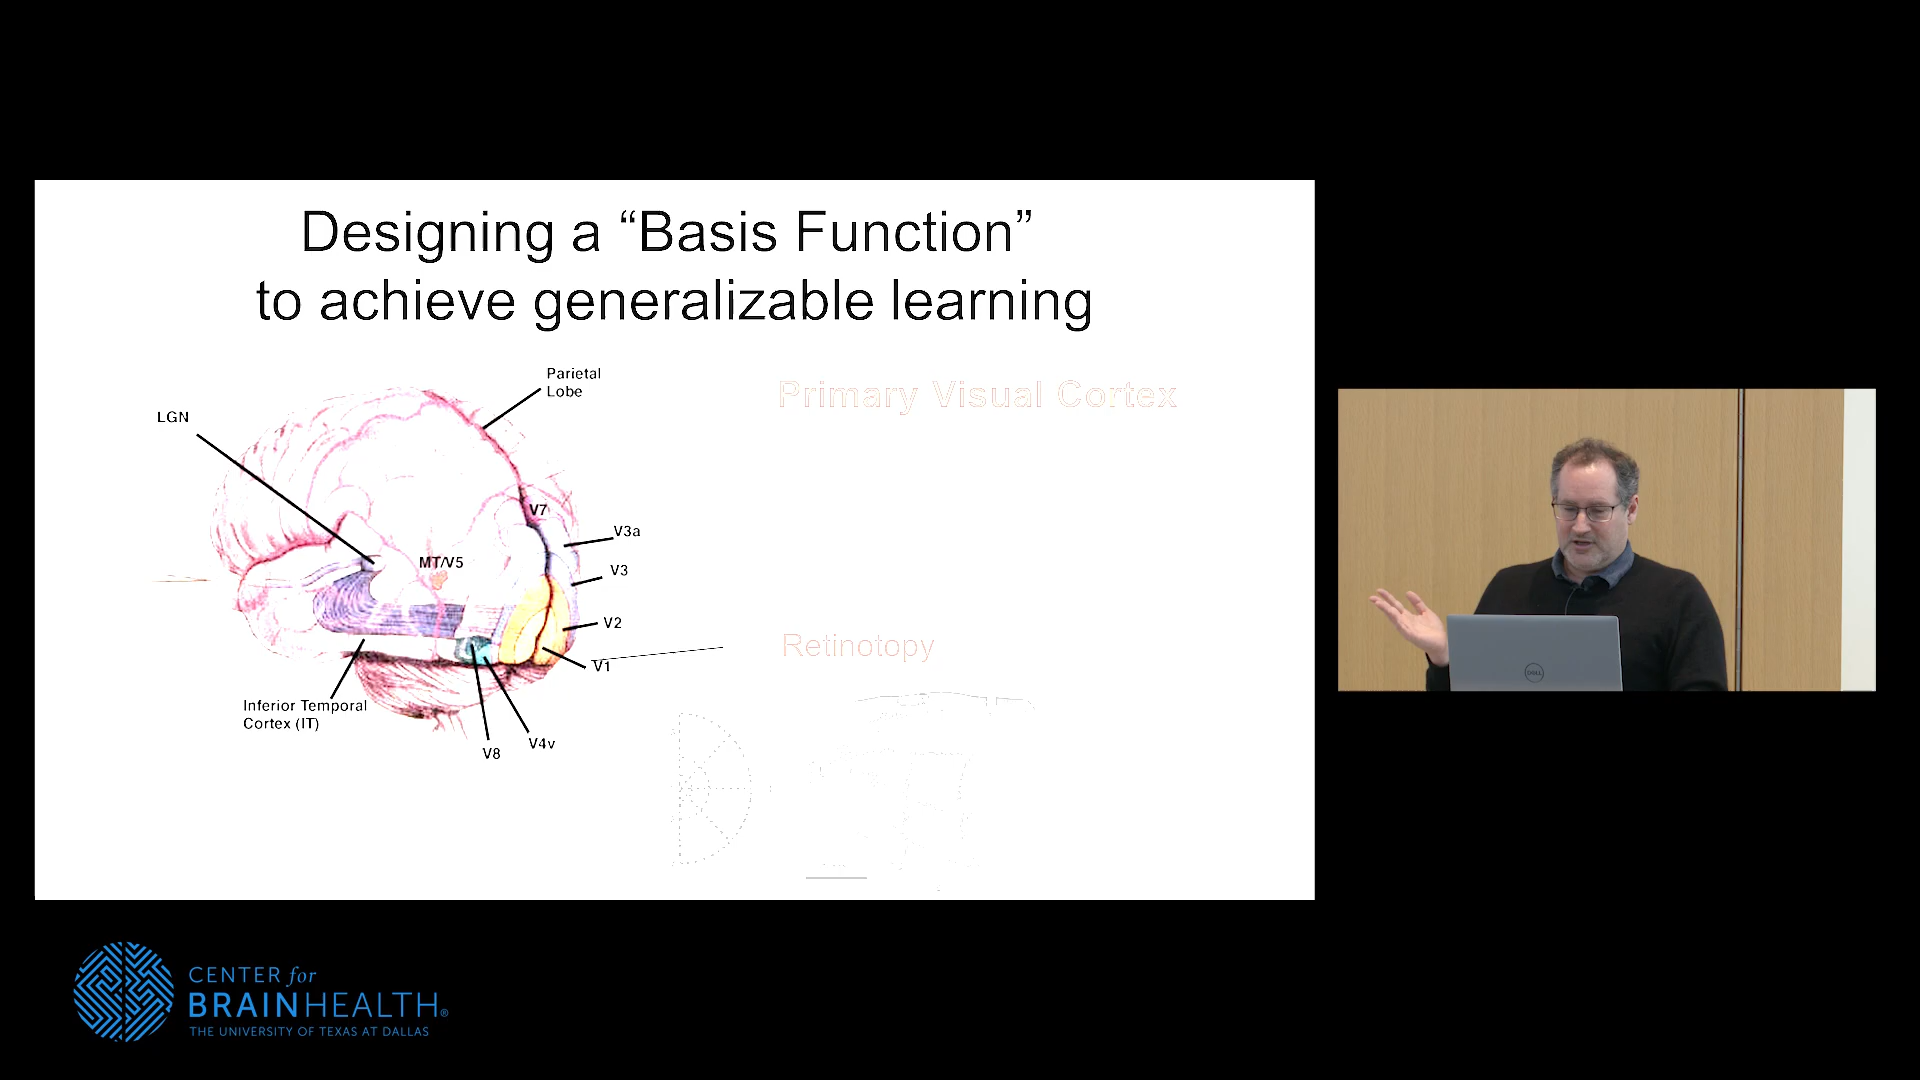 Designing a “Basis Function”
to achieve generalizable learning
Parietal
Lobe
LGN
Primary Visual Cortex
V7
V3a
MT/V5
V3
V2
V1
Retinotopy
Inferior Temporal
Cortex (IT)
V8
V4v
DELL
CENTER for
BRAINHEALTH®
THE UNIVERSITY OF TEXAS AT DALLAS